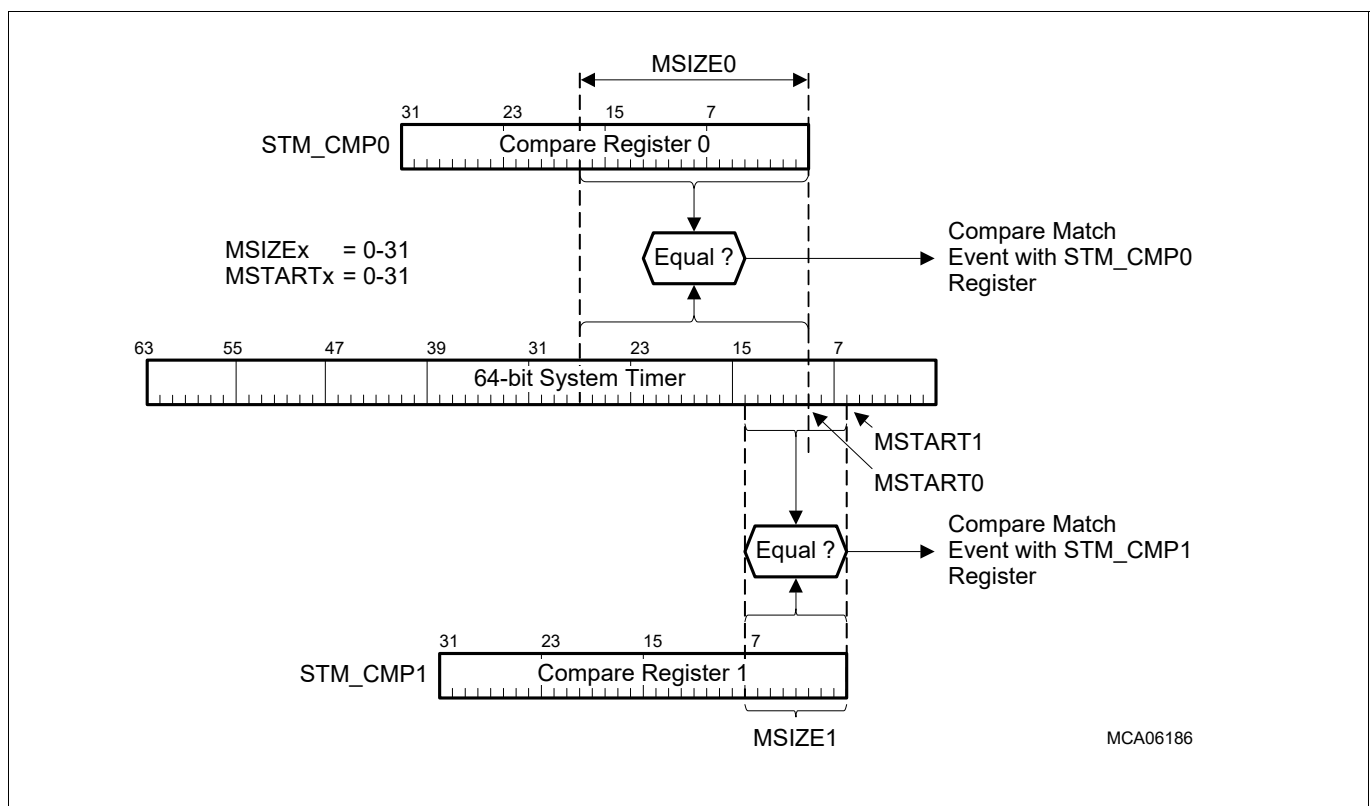 MSIZE0
31 23 15 7
STM_CMP0 Compare Register 0
MSIZEx = 0-31
MSTARTx = 0-31
Equal ?
Compare Match
Event with STM_CMP0
Register
63 55 47 39 31 23 15 7
64-bit System Timer
MSTART1
MSTART0
Equal ?
Compare Match
Event with STM_CMP1
Register
31 23 15 7
STM_CMP1 Compare Register 1
MSIZE1
MCA06186